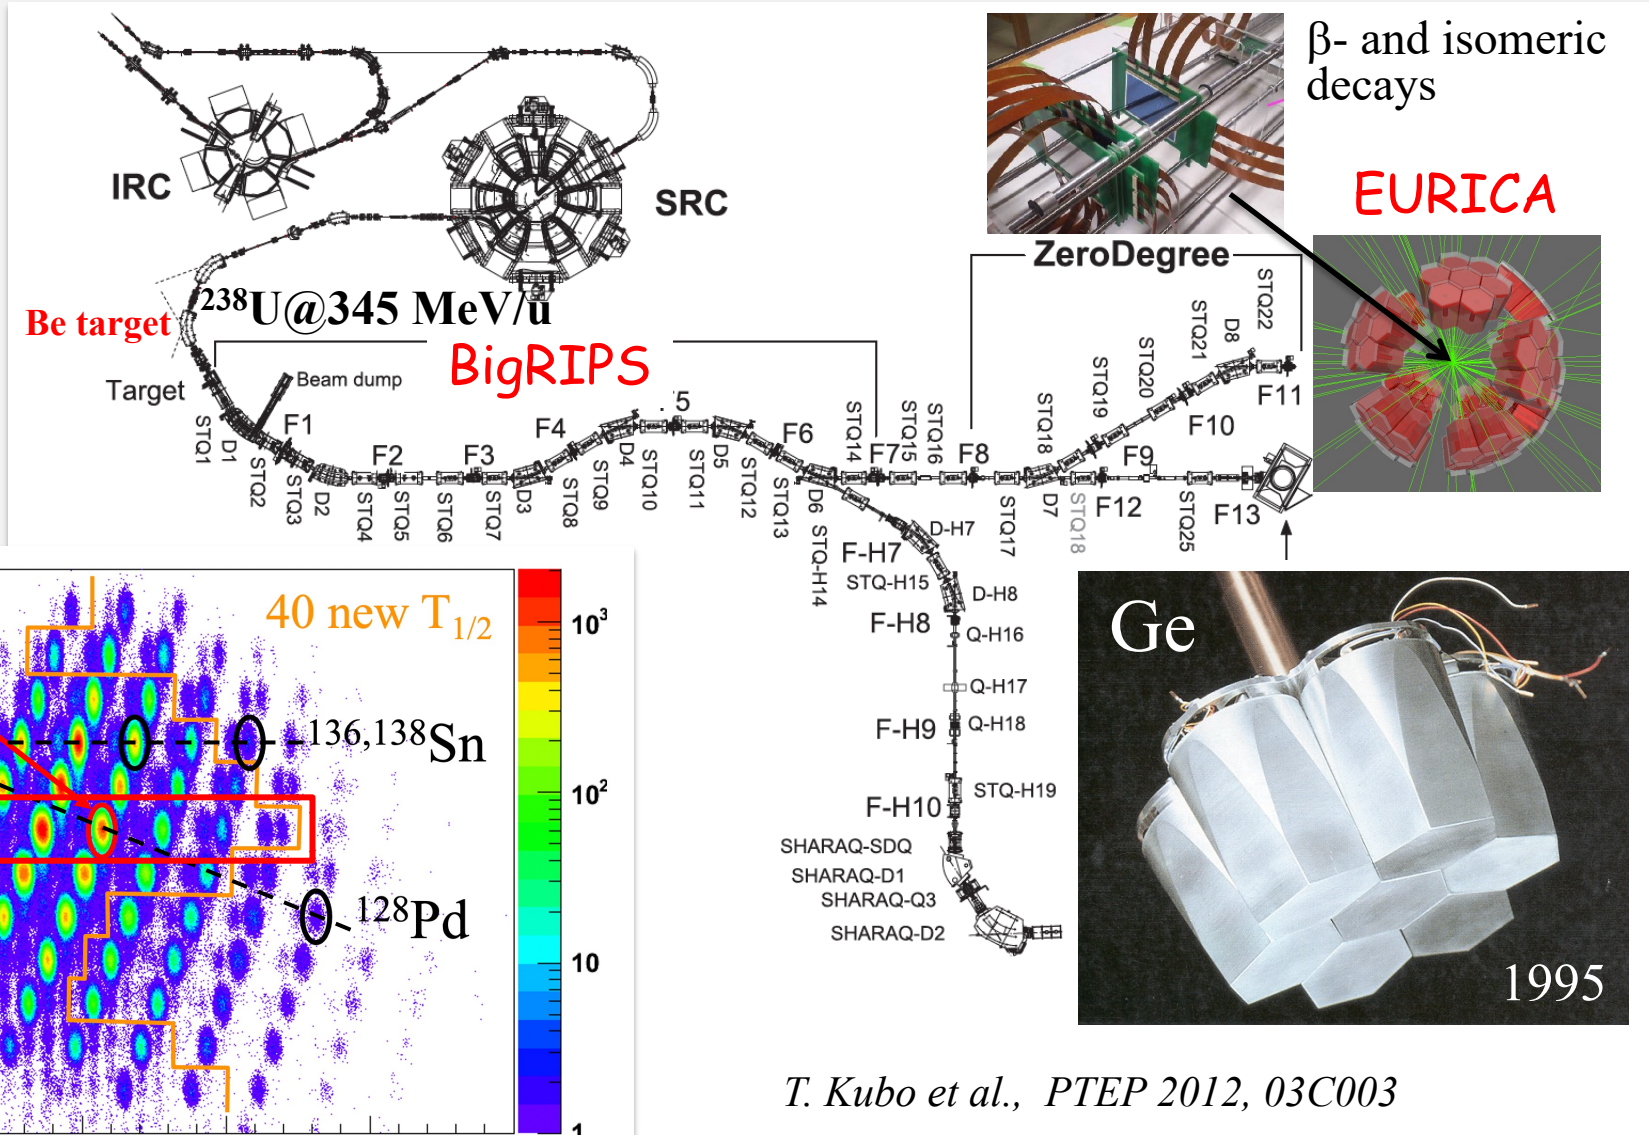 β- and isomeric
decays
EURICA
IRC
SRC
ZeroDegree
²³⁸U@345 MeV/u
Be target
BigRIPS
Target
Beam dump
STQ1
D1
STQ2
F1
STQ3
D2
F2
STQ4
STQ5
F3
STQ6
STQ7
D3
F4
STQ8
STQ9
D4
STQ10
.5
STQ11
D5
STQ12
F6
STQ13
D6
STQ-H14
STQ14
F7
STQ15
STQ16
F8
STQ17
STQ18
D7
STQ18
STQ19
STQ20
STQ21
D8
STQ22
F9
F10
F11
F12
STQ25
F13
D-H7
F-H7
STQ-H15
D-H8
F-H8
Q-H16
Q-H17
F-H9
Q-H18
STQ-H19
F-H10
SHARAQ-SDQ
SHARAQ-D1
SHARAQ-Q3
SHARAQ-D2
40 new T₁/₂
10³
10²
10
1
¹³⁶,¹³⁸Sn
¹²⁸Pd
Ge
1995
T. Kubo et al., PTEP 2012, 03C003